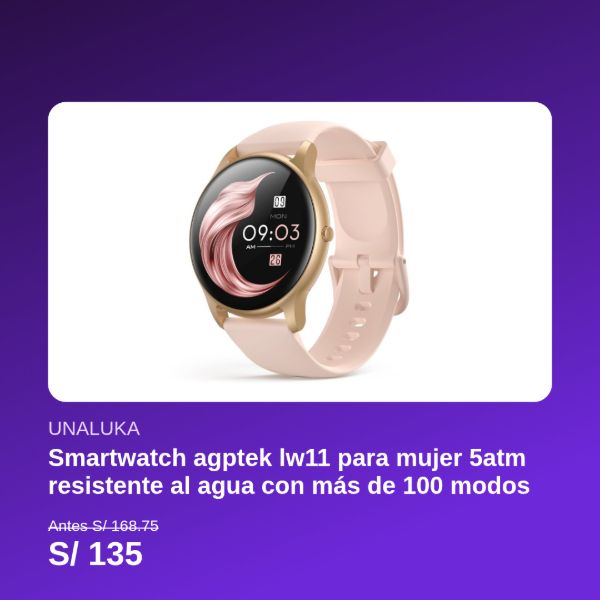 09
MON
09:03
AM PM
26
UNALUKA
Smartwatch agptek lw11 para mujer 5atm
resistente al agua con más de 100 modos
Antes S/ 168.75
S/ 135